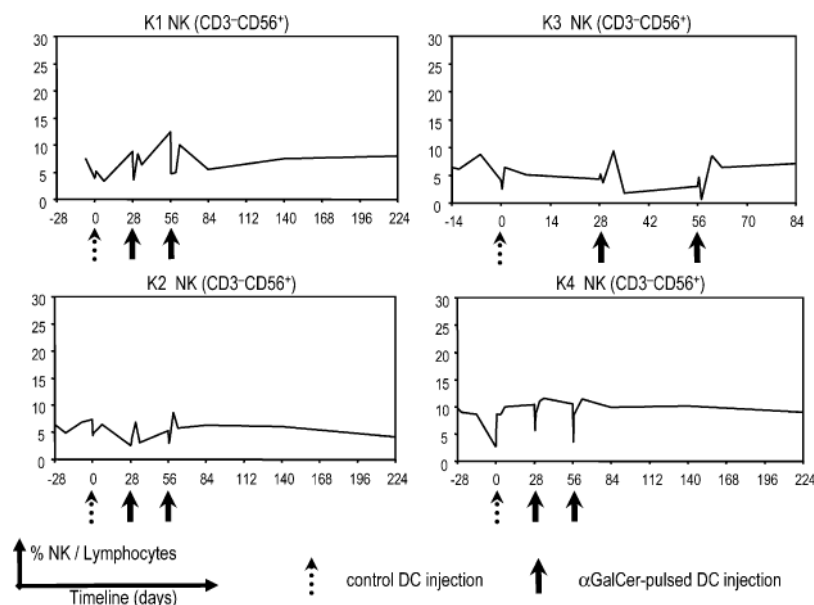 K1 NK (CD3⁻CD56⁺)
30
25
20
15
10
5
0
-28 0 28 56 84 112 140 168 196 224
K3 NK (CD3⁻CD56⁺)
30
25
20
15
10
5
0
-14 0 14 28 42 56 70 84
K2 NK (CD3⁻CD56⁺)
30
25
20
15
10
5
0
-28 0 28 56 84 112 140 168 196 224
K4 NK (CD3⁻CD56⁺)
30
25
20
15
10
5
0
-28 0 28 56 84 112 140 168 196 224
% NK / Lymphocytes
Timeline (days)
control DC injection
αGalCer-pulsed DC injection